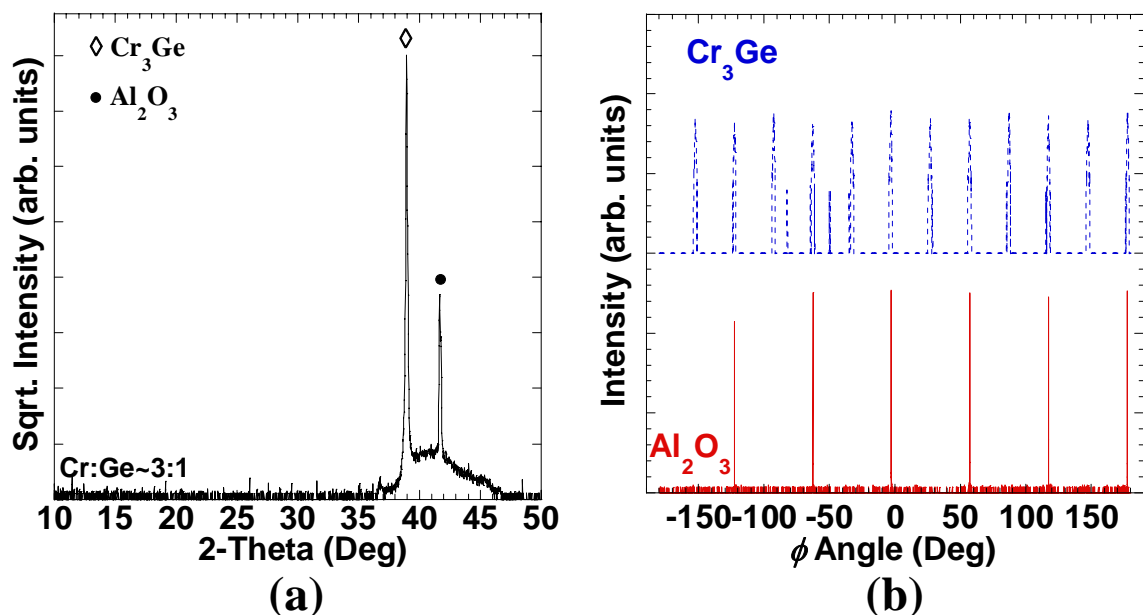 Sqrt. Intensity (arb. units)
◊ Cr3Ge
● Al2O3
Cr:Ge~3:1
10 15 20 25 30 35 40 45 50
2-Theta (Deg)
(a)
Intensity (arb. units)
Cr3Ge
Al2O3
-150 -100 -50 0 50 100 150
ϕ Angle (Deg)
(b)